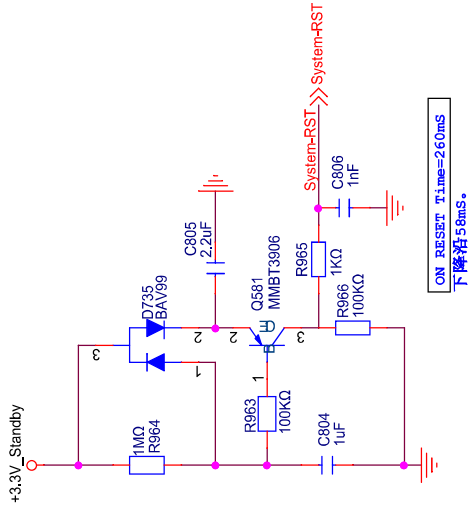 +3.3V_Standby
1MΩ
R964
D735
BAV99
3
1
2
C805
2.2uF
2
Q581
MMBT3906
E
B
1
3
R963
100KΩ
C804
1uF
R965
1KΩ
R966
100KΩ
C806
1nF
System-RST
System-RST
ON RESET Time=260mS
下降沿58mS。